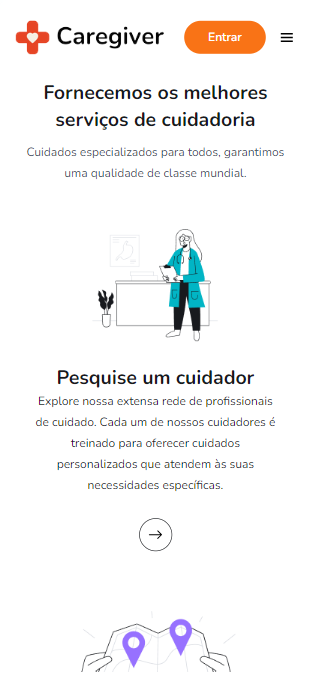 Caregiver
Entrar
Fornecemos os melhores
serviços de cuidadoria
Cuidados especializados para todos, garantimos
uma qualidade de classe mundial.
Pesquise um cuidador
Explore nossa extensa rede de profissionais
de cuidado. Cada um de nossos cuidadores é
treinado para oferecer cuidados
personalizados que atendem às suas
necessidades específicas.